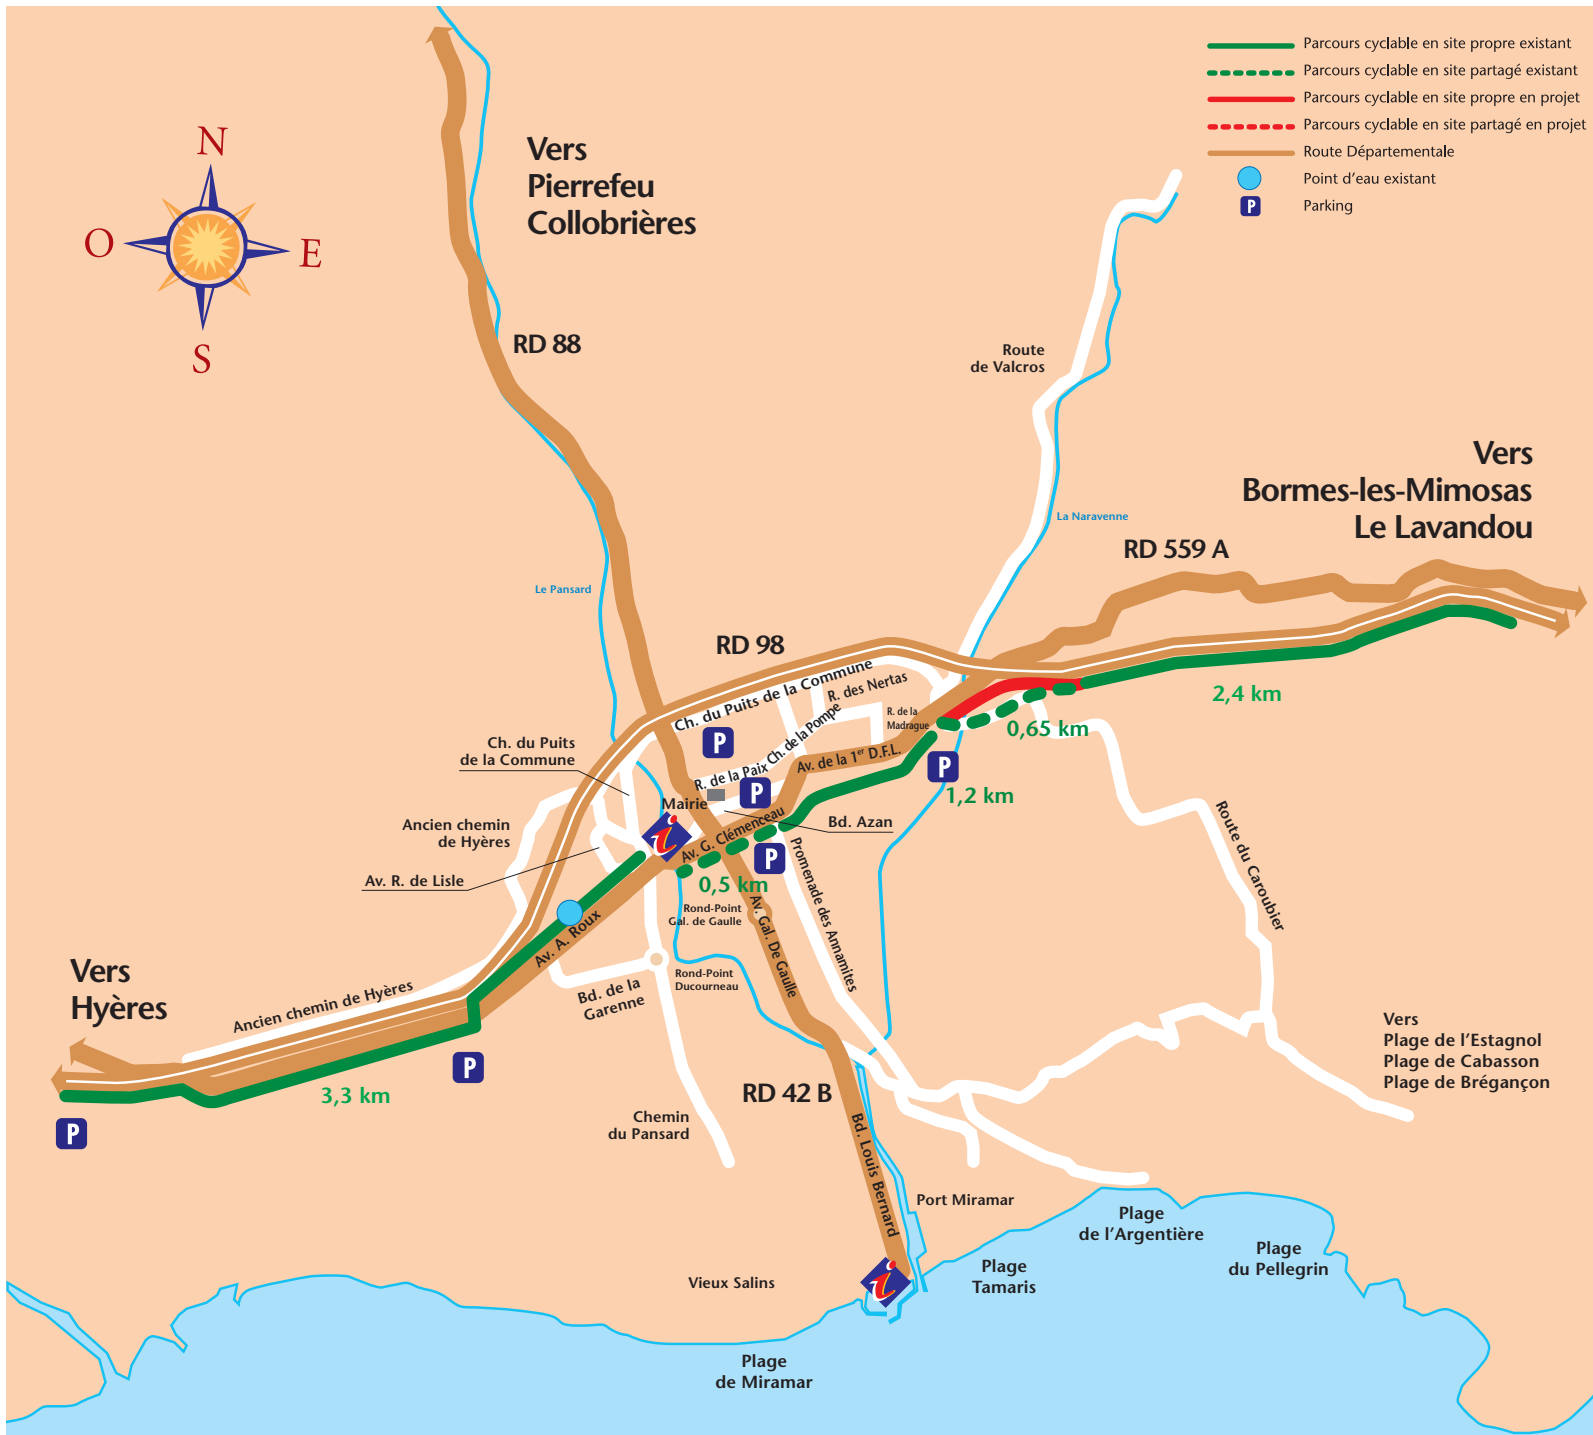 Parcours cyclable en site propre existant
Parcours cyclable en site partagé existant
Parcours cyclable en site propre en projet
Parcours cyclable en site partagé en projet
Route Départementale
Point d'eau existant
P
Parking
N
O
E
S
Vers
Pierrefeu
Collobrières
RD 88
Route
de Valcros
Vers
Bormes-les-Mimosas
Le Lavandou
La Naravenne
RD 559 A
Le Pansard
RD 98
Ch. du Puits de la Commune
R. des Nertas
R. de la
Madrague
Ch. de la Pompe
R. de la Paix
P
Av. de la 1er D.F.L.
2,4 km
0,65 km
P
1,2 km
Ch. du Puits
de la Commune
P
Mairie
i
Av. G. Clémenceau
Bd. Azan
P
Ancien chemin
de Hyères
Av. R. de Lisle
0,5 km
Rond-Point
Gal. de Gaulle
Av. Gal. De Gaulle
Promenade des Annamites
Route du Caroubier
Av. A. Roux
Rond-Point
Ducourneau
Bd. de la
Garenne
Vers
Hyères
Ancien chemin de Hyères
P
3,3 km
P
Vers
Plage de l'Estagnol
Plage de Cabasson
Plage de Brégançon
RD 42 B
Chemin
du Pansard
Bd. Louis Bernard
Port Miramar
Plage
de l'Argentière
Plage
du Pellegrin
Plage
Tamaris
Vieux Salins
i
Plage
de Miramar